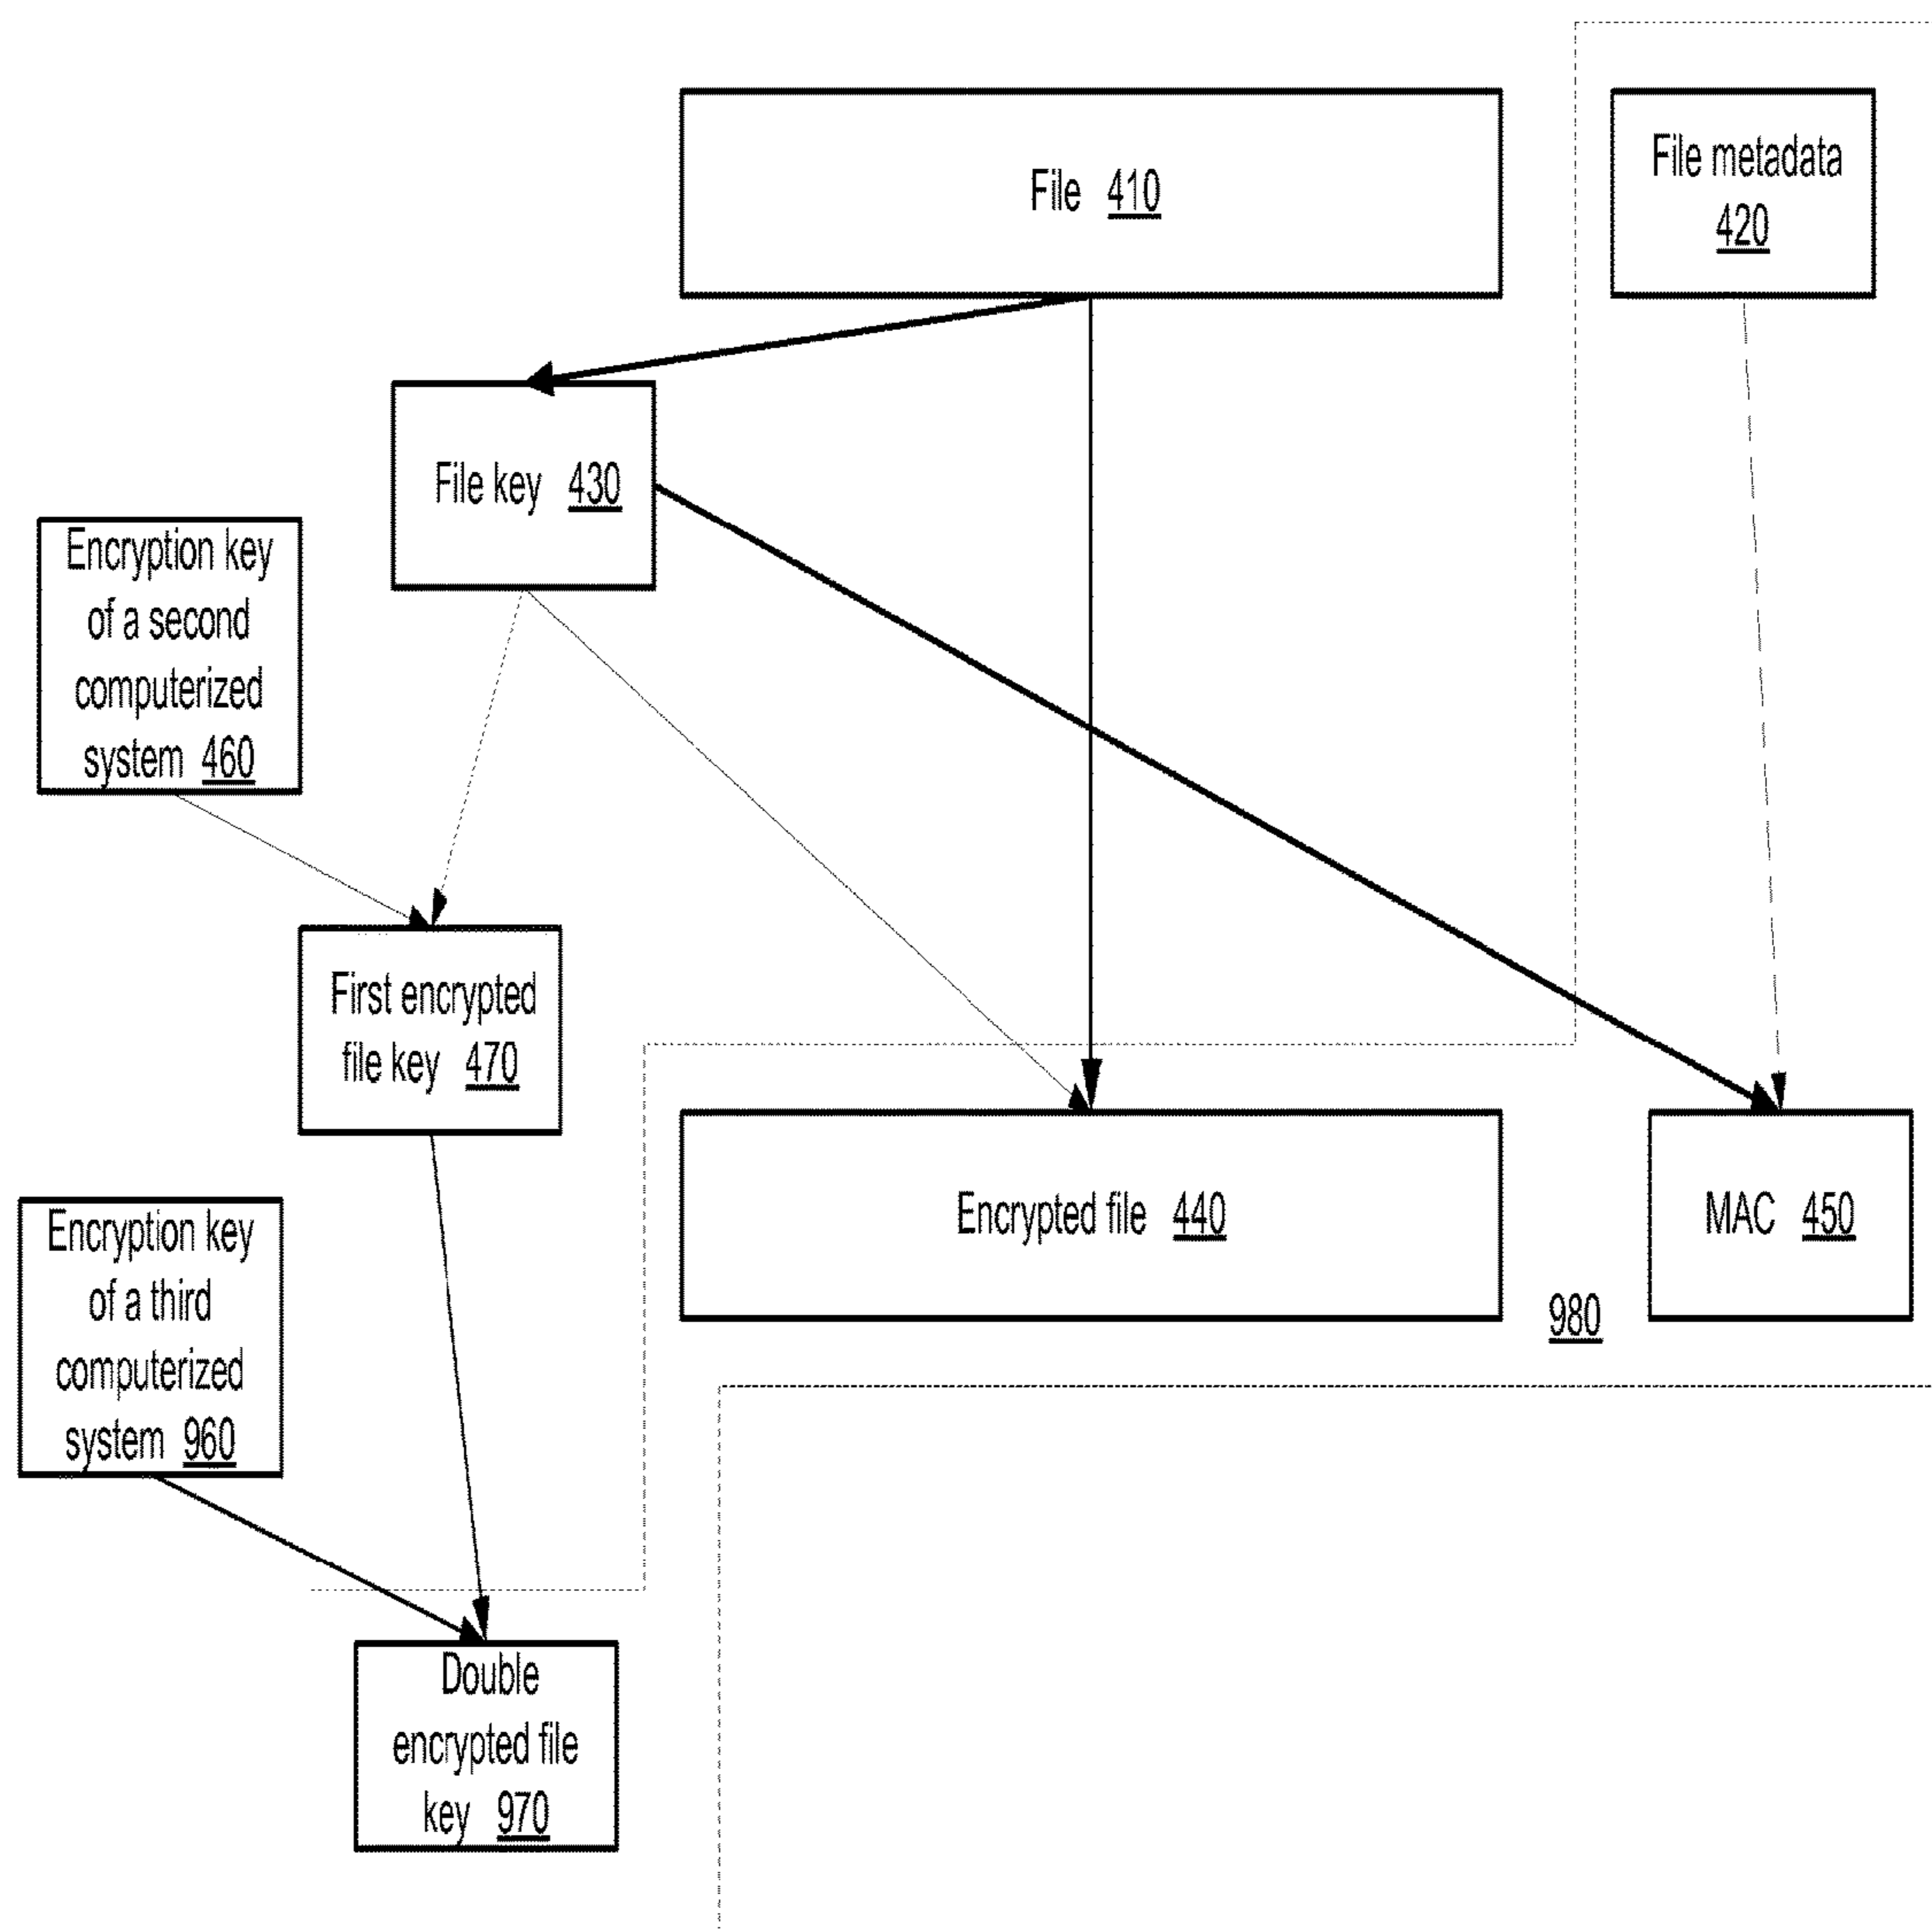 File 410
File metadata
420
File key 430
Encryption key
of a second
computerized
system 460
First encrypted
file key 470
Encrypted file 440
MAC 450
980
Encryption key
of a third
computerized
system 960
Double
encrypted file
key 970